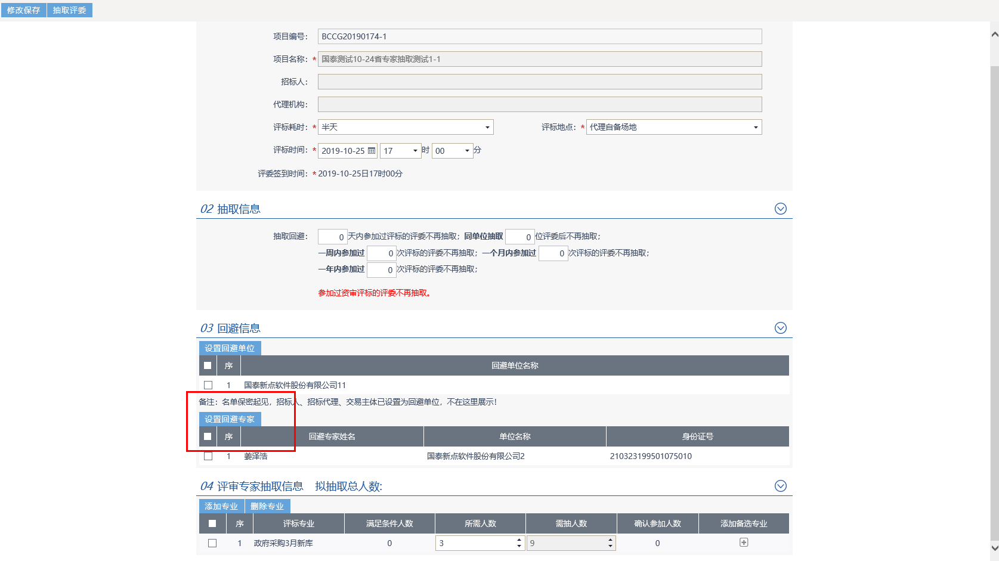 修改保存 抽取评委
项目编号： BCCG20190174-1
项目名称：* 国泰测试10-24省专家抽取测试1-1
招标人：
代理机构：
评标耗时：* 半天 评标地点：* 代理自备场地
评标时间：* 2019-10-25 17 时 00 分
评委签到时间：* 2019-10-25日17时00分
02 抽取信息
抽取回避： 0 天内参加过评标的评委不再抽取；同单位抽取 0 位评委后不再抽取；
一周内参加过 0 次评标的评委不再抽取；一个月内参加过 0 次评标的评委不再抽取；
一年内参加过 0 次评标的评委不再抽取；
参加过资审评标的评委不再抽取。
03 回避信息
设置回避单位
序 回避单位名称
1 国泰新点软件股份有限公司11
备注：名单保密起见，招标人、招标代理、交易主体已设置为回避单位，不在这里展示！
设置回避专家
序 回避专家姓名 单位名称 身份证号
1 姜泽浩 国泰新点软件股份有限公司2 210323199501075010
04 评审专家抽取信息 拟抽取总人数:
添加专业 删除专业
序 评标专业 满足条件人数 所需人数 需抽人数 确认参加人数 添加备选专业
1 政府采购3月新库 0 3 9 0